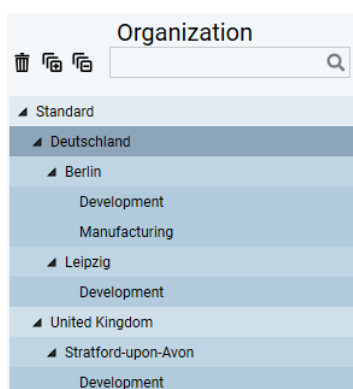 Organization
Standard
Deutschland
Berlin
Development
Manufacturing
Leipzig
Development
United Kingdom
Stratford-upon-Avon
Development